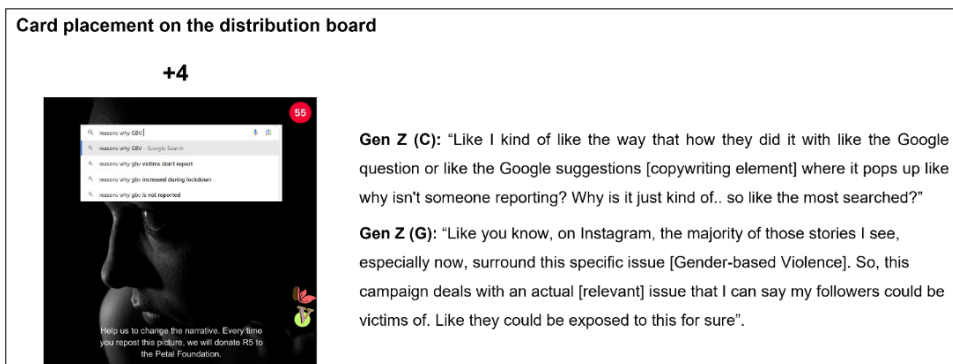 Card placement on the distribution board
+4
55
reasons why GBV
reasons why GBV - Google Search
reasons why gbv victims don't report
reasons why gbv increased during lockdown
reasons why gbv is not reported
Help us to change the narrative. Every time
you repost this picture, we will donate R5 to
the Petal Foundation.
Gen Z (C): “Like I kind of like the way that how they did it with like the Google
question or like the Google suggestions [copywriting element] where it pops up like
why isn't someone reporting? Why is it just kind of.. so like the most searched?”
Gen Z (G): “Like you know, on Instagram, the majority of those stories I see,
especially now, surround this specific issue [Gender-based Violence]. So, this
campaign deals with an actual [relevant] issue that I can say my followers could be
victims of. Like they could be exposed to this for sure”.